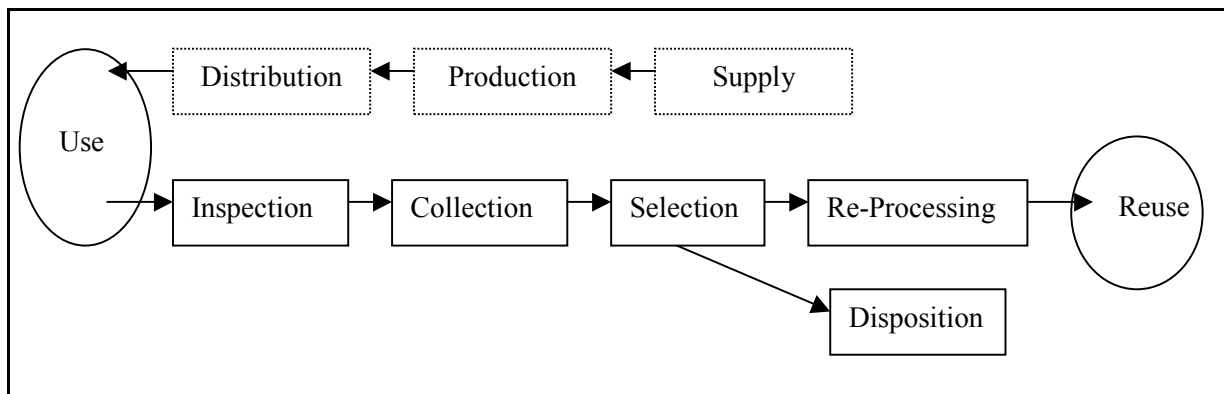 Distribution
Production
Supply
Use
Inspection
Collection
Selection
Re-Processing
Reuse
Disposition